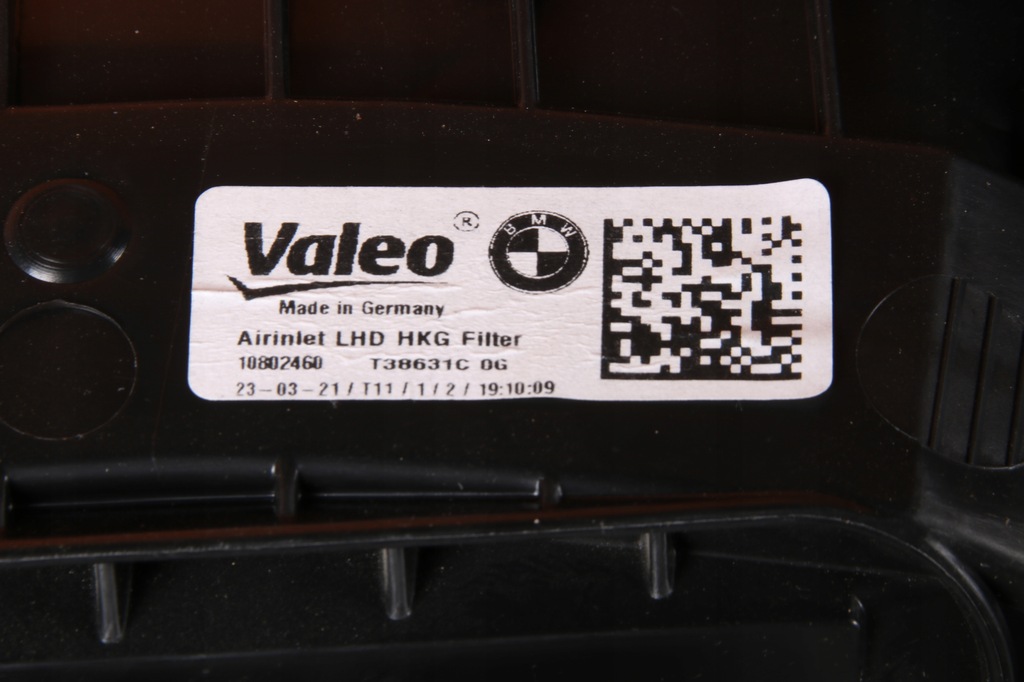 Valeo®
BMW
Made in Germany
Airinlet LHD HKG Filter
10802460 T38631C 0G
23-03-21/T11/1/2/19:10:09